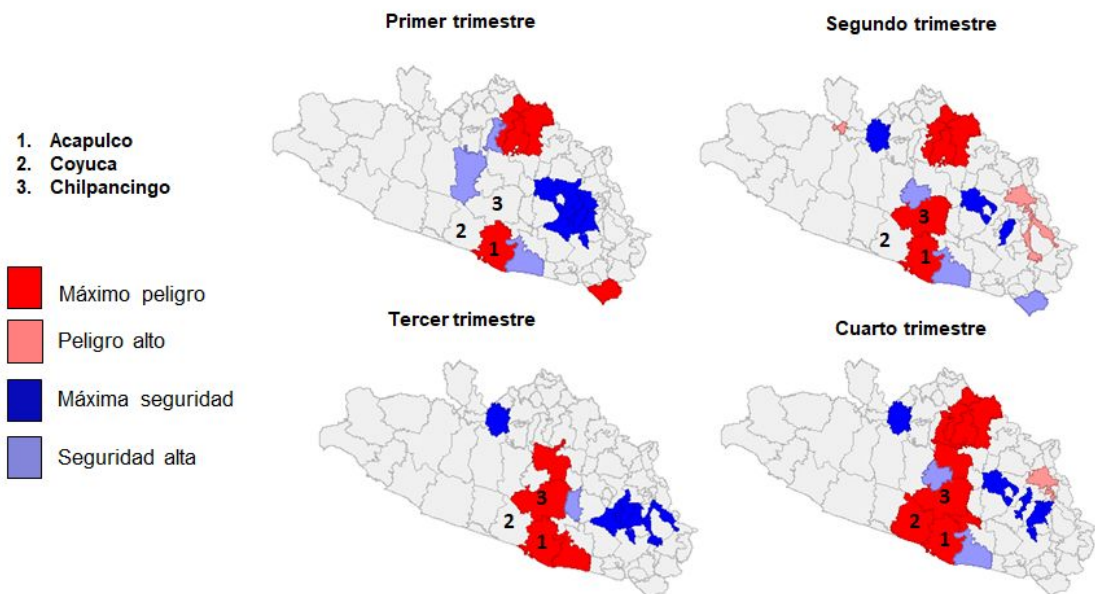 Primer trimestre
Segundo trimestre
1. Acapulco
2. Coyuca
3. Chilpancingo
3
2
1
3
2
1
Máximo peligro
Peligro alto
Máxima seguridad
Seguridad alta
Tercer trimestre
Cuarto trimestre
3
2
1
3
2
1